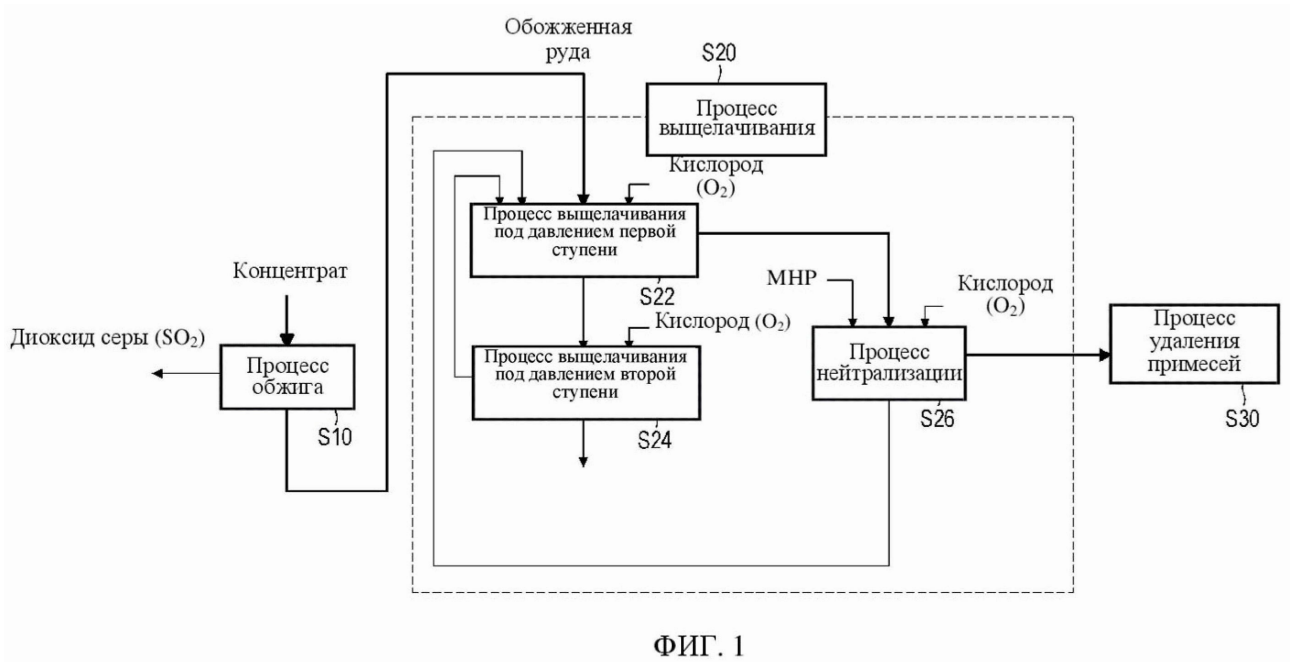 Обожженная
руда
S20
Процесс
выщелачивания
Кислород
(O₂)
Процесс выщелачивания
под давлением первой
ступени
S22
Концентрат
МНР
Кислород
(O₂)
Диоксид серы (SO₂)
Кислород (O₂)
Процесс
обжига
S10
Процесс выщелачивания
под давлением второй
ступени
S24
Процесс
нейтрализации
S26
Процесс
удаления
примесей
S30
ФИГ. 1